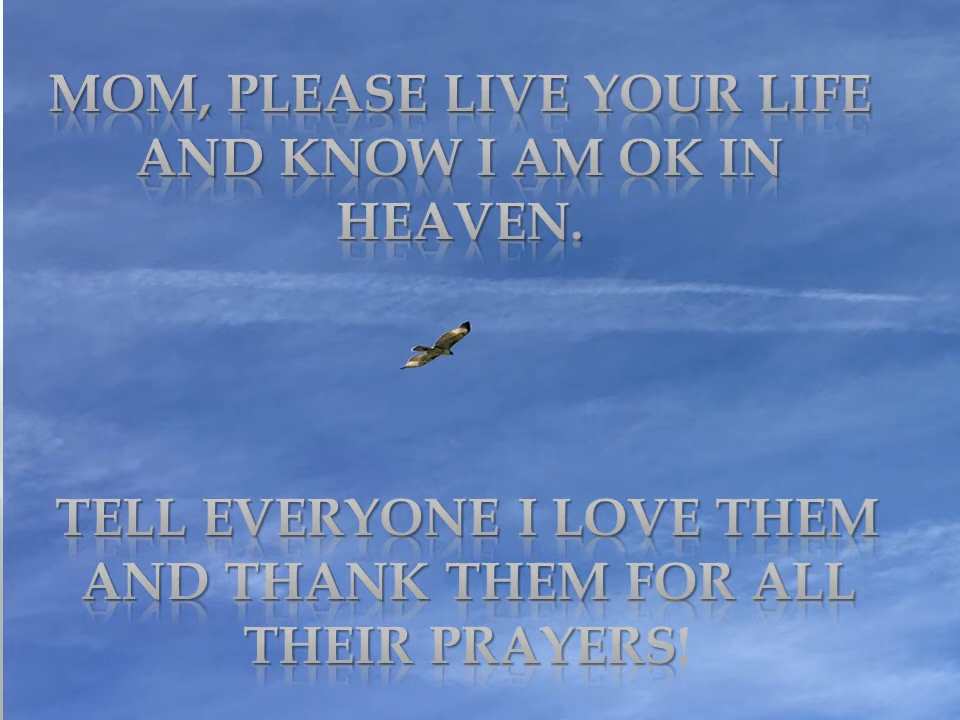 MOM, PLEASE LIVE YOUR LIFE
AND KNOW I AM OK IN
HEAVEN.
TELL EVERYONE I LOVE THEM
AND THANK THEM FOR ALL
THEIR PRAYERS!